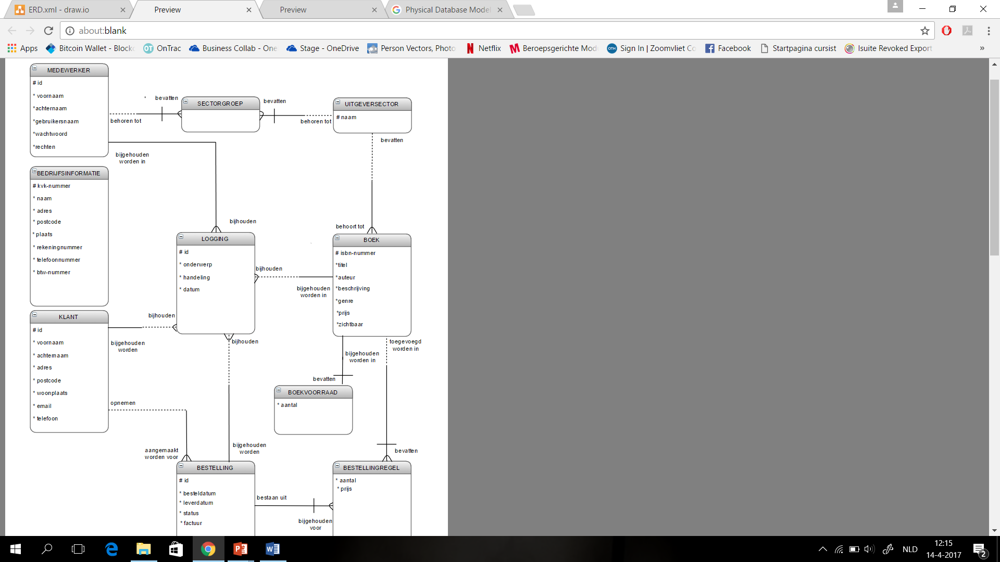 ERD.xml - draw.io
Preview
Preview
Physical Database Mode
about:blank
Apps
Bitcoin Wallet - Block
OnTrac
Business Collab - One
Stage - OneDrive
Person Vectors, Photo
Netflix
Beroepsgerichte Mod
Sign In | Zoomvliet Co
Facebook
Startpagina cursist
Isuite Revoked Export
»
MEDEWERKER
# id
* voornaam
*achternaam
*gebruikersnaam
*wachtwoord
*rechten
bevatten
behoren tot
SECTORGROEP
bevatten
behoren tot
UITGEVERSECTOR
# naam
bevatten
bijgehouden
worden in
BEDRIJFSINFORMATIE
# kvk-nummer
* naam
* adres
* postcode
* plaats
* rekeningnummer
* telefoonnummer
* btw-nummer
bijhouden
behoort tot
LOGGING
# id
* onderwerp
* handeling
* datum
bijhouden
bijgehouden
worden in
BOEK
# isbn-nummer
*titel
*auteur
*beschrijving
*genre
*prijs
*zichtbaar
KLANT
# id
* voornaam
* achternaam
* adres
* postcode
* woonplaats
* email
* telefoon
bijhouden
bijgehouden
worden
bijhouden
toegevoegd
worden in
bijgehouden
worden in
bevatten
BOEKVOORRAAD
* aantal
opnemen
aangemaakt
worden voor
bijgehouden
worden
bevatten
BESTELLING
# id
* besteldatum
* leverdatum
* status
* factuur
bestaan uit
bijgehouden
voor
BESTELLINGREGEL
* aantal
* prijs
OT
OTH
NLD
12:15
14-4-2017
2